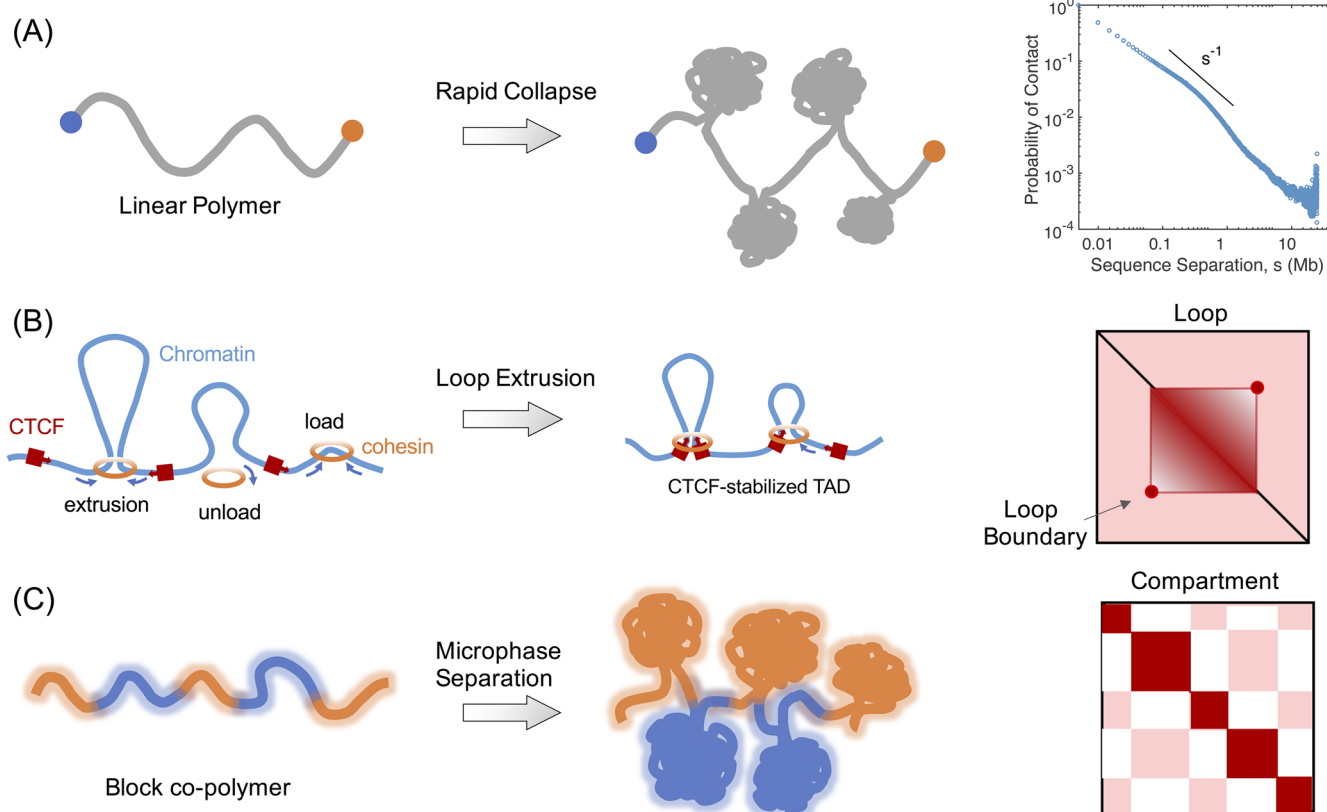 (A)
Rapid Collapse
Linear Polymer
Probability of Contact
10⁰
10⁻¹
10⁻²
10⁻³
10⁻⁴
s⁻¹
0.01 0.1 1 10
Sequence Separation, s (Mb)
(B)
Chromatin
CTCF
load
cohesin
extrusion
unload
Loop Extrusion
CTCF-stabilized TAD
Loop
Loop
Boundary
(C)
Microphase
Separation
Block co-polymer
Compartment